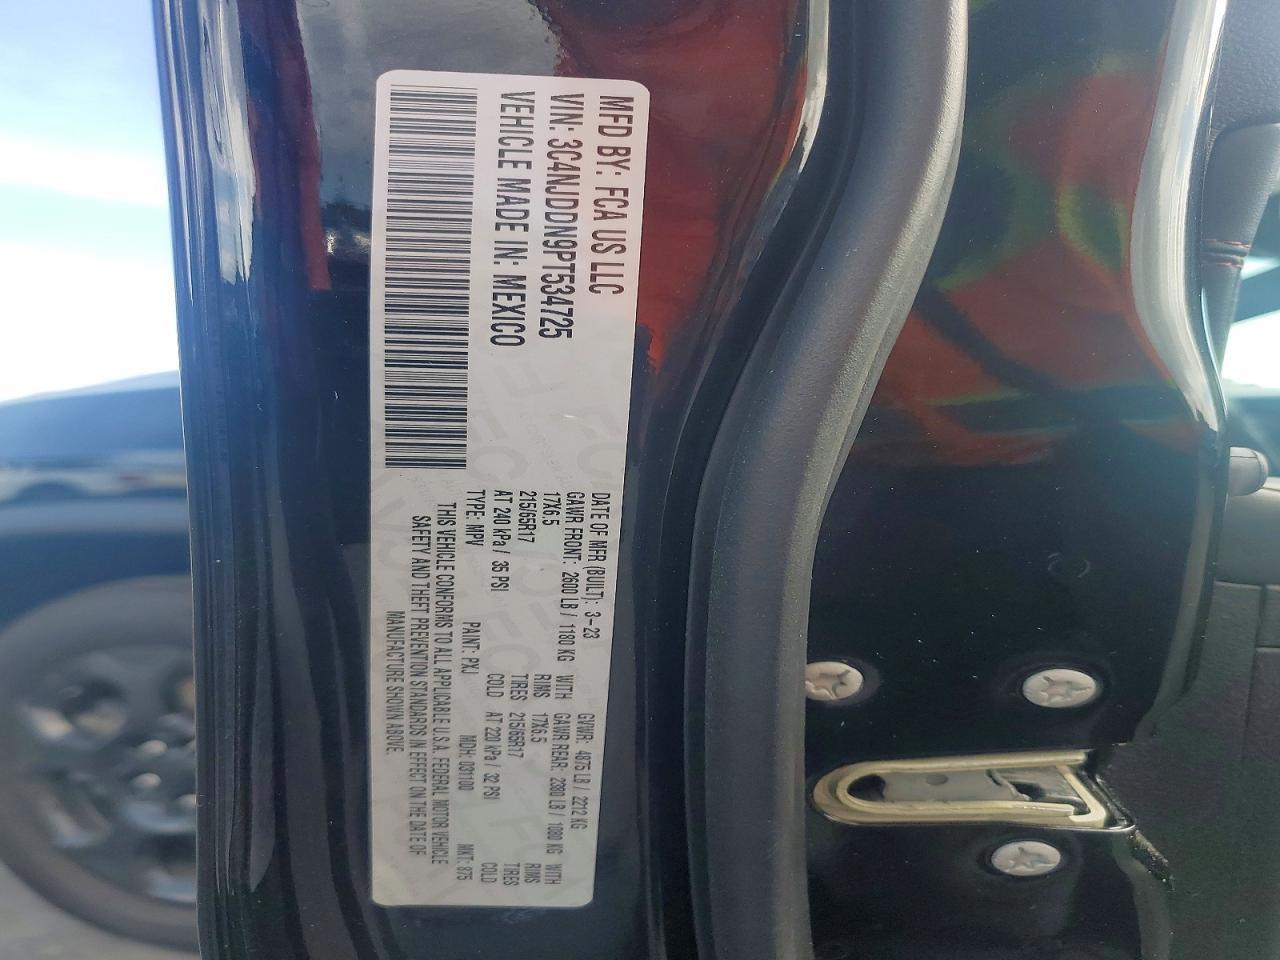 MFD BY: FCA US LLC
VIN: 3C4NJDDN9PT534725
VEHICLE MADE IN: MEXICO
DATE OF MFR (BUILT): 3-23 GVWR: 4875 LB / 2212 KG
GAWR FRONT: 2600 LB / 1180 KG WITH GAWR REAR: 2380 LB / 1080 KG WITH
17X6.5 RIMS 17X6.5 RIMS
215/65R17 TIRES 215/65R17 TIRES
AT 240 kPa / 35 PSI COLD AT 220 kPa / 32 PSI COLD
TYPE: MPV PAINT: PXJ MDH: 031100 MKT: 875
THIS VEHICLE CONFORMS TO ALL APPLICABLE U.S.A. FEDERAL MOTOR VEHICLE
SAFETY AND THEFT PREVENTION STANDARDS IN EFFECT ON THE DATE OF
MANUFACTURE SHOWN ABOVE.